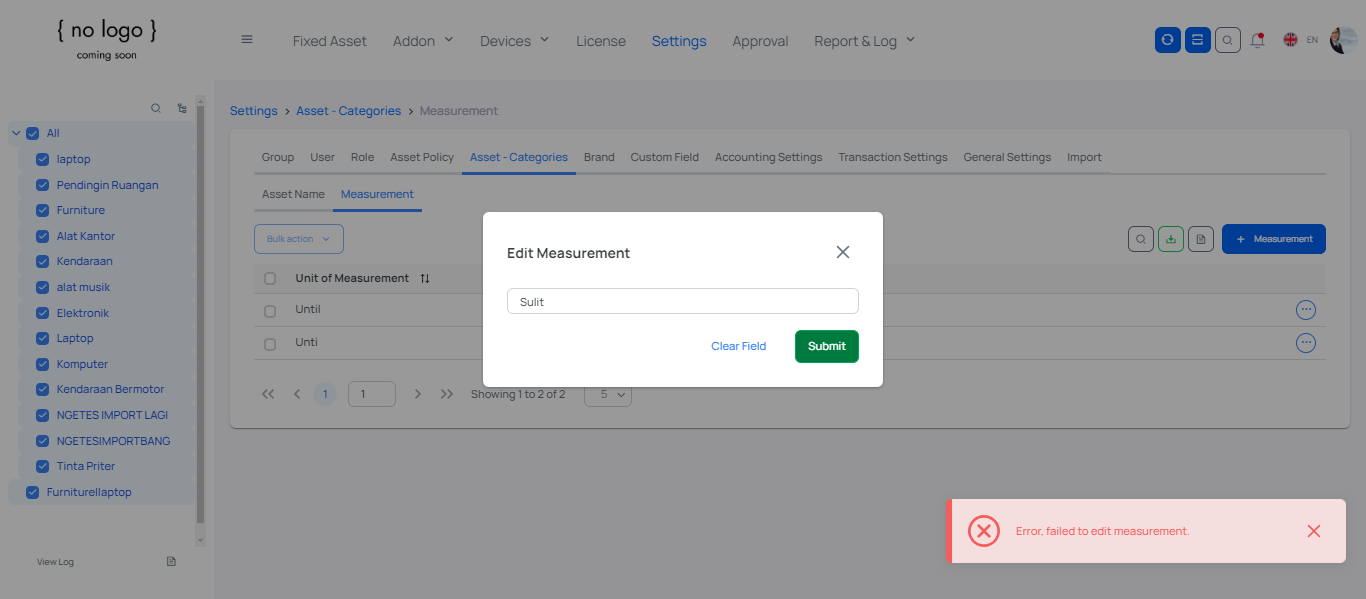 { no logo }
coming soon
Fixed Asset Addon Devices License Settings Approval Report & Log EN
Settings > Asset - Categories > Measurement
All
laptop
Pendingin Ruangan
Furniture
Alat Kantor
Kendaraan
alat musik
Elektronik
Laptop
Komputer
Kendaraan Bermotor
NGETES IMPORT LAGI
NGETESIMPORTBANG
Tinta Priter
Furniturellaptop
View Log
Group User Role Asset Policy Asset - Categories Brand Custom Field Accounting Settings Transaction Settings General Settings Import
Asset Name Measurement
Bulk action
+ Measurement
Unit of Measurement
Until
Unti
1 1 Showing 1 to 2 of 2 5
Edit Measurement
Sulit
Clear Field Submit
Error, failed to edit measurement.